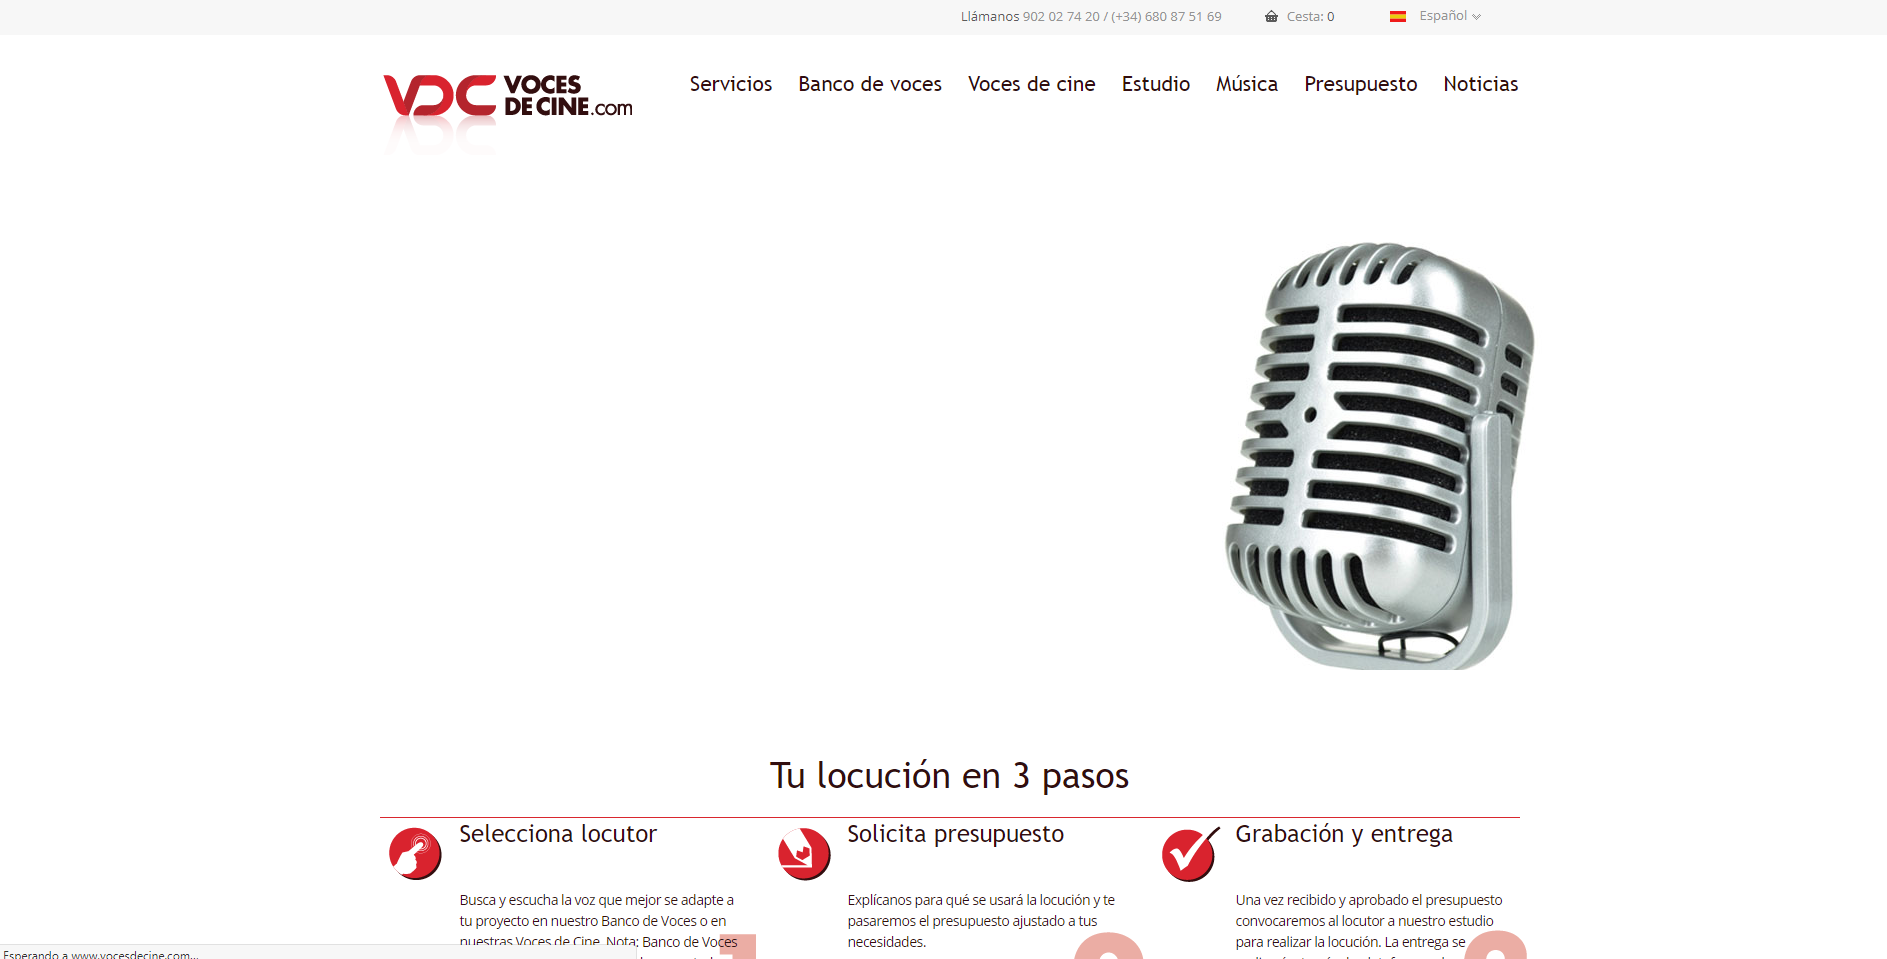 Llámanos 902 02 74 20 / (+34) 680 87 51 69
Cesta: 0
Español
VDC VOCES
DE CINE.com
Servicios Banco de voces Voces de cine Estudio Música Presupuesto Noticias
Tu locución en 3 pasos
Selecciona locutor
Busca y escucha la voz que mejor se adapte a
tu proyecto en nuestro Banco de Voces o en
nuestras Voces de Cine. Nota: Banco de Voces
1
Solicita presupuesto
Explícanos para qué se usará la locución y te
pasaremos el presupuesto ajustado a tus
necesidades.
Grabación y entrega
Una vez recibido y aprobado el presupuesto
convocaremos al locutor a nuestro estudio
para realizar la locución. La entrega se
Esperando a www.vocesdecine.com...